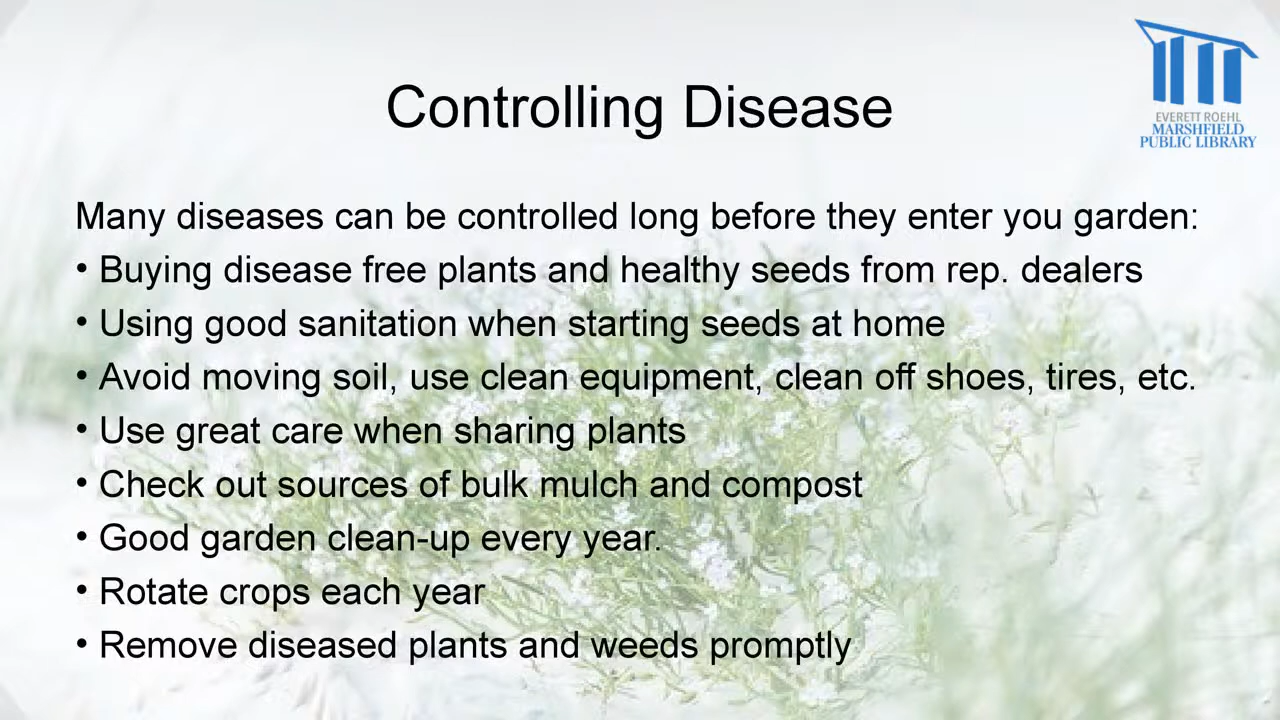 EVERETT ROEHL
MARSHFIELD
PUBLIC LIBRARY
Controlling Disease
Many diseases can be controlled long before they enter you garden:
• Buying disease free plants and healthy seeds from rep. dealers
• Using good sanitation when starting seeds at home
• Avoid moving soil, use clean equipment, clean off shoes, tires, etc.
• Use great care when sharing plants
• Check out sources of bulk mulch and compost
• Good garden clean-up every year.
• Rotate crops each year
• Remove diseased plants and weeds promptly